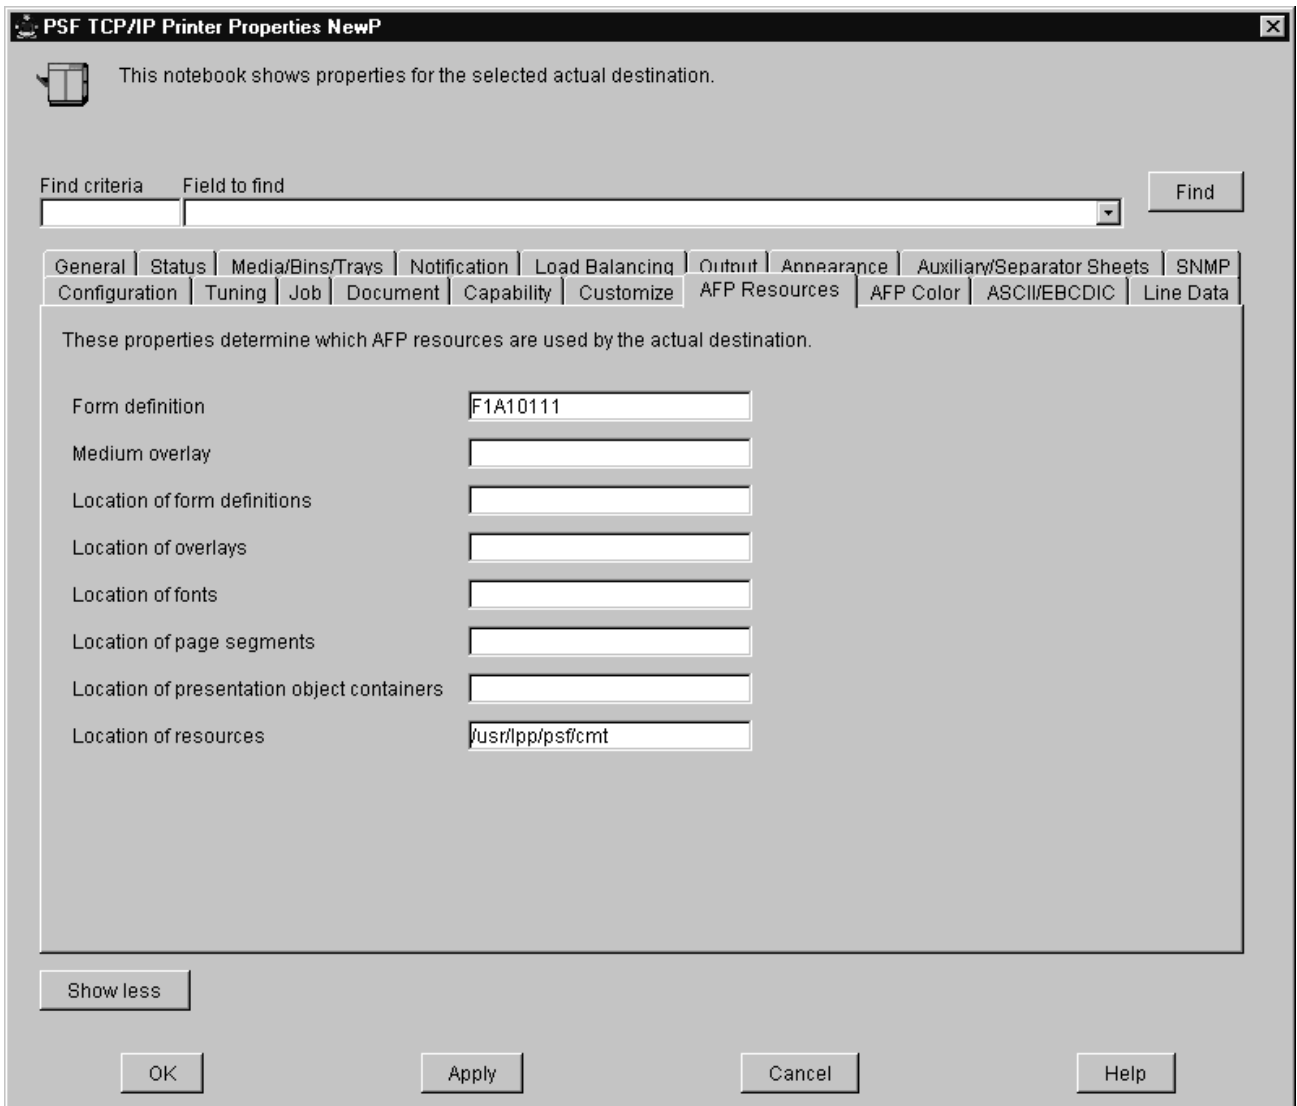 PSF TCP/IP Printer Properties NewP
This notebook shows properties for the selected actual destination.
Find criteria Field to find
Find
General Status Media/Bins/Trays Notification Load Balancing Output Appearance Auxiliary/Separator Sheets SNMP
Configuration Tuning Job Document Capability Customize AFP Resources AFP Color ASCII/EBCDIC Line Data
These properties determine which AFP resources are used by the actual destination.
Form definition F1A10111
Medium overlay
Location of form definitions
Location of overlays
Location of fonts
Location of page segments
Location of presentation object containers
Location of resources /usr/lpp/psf/cmt
Show less
OK Apply Cancel Help